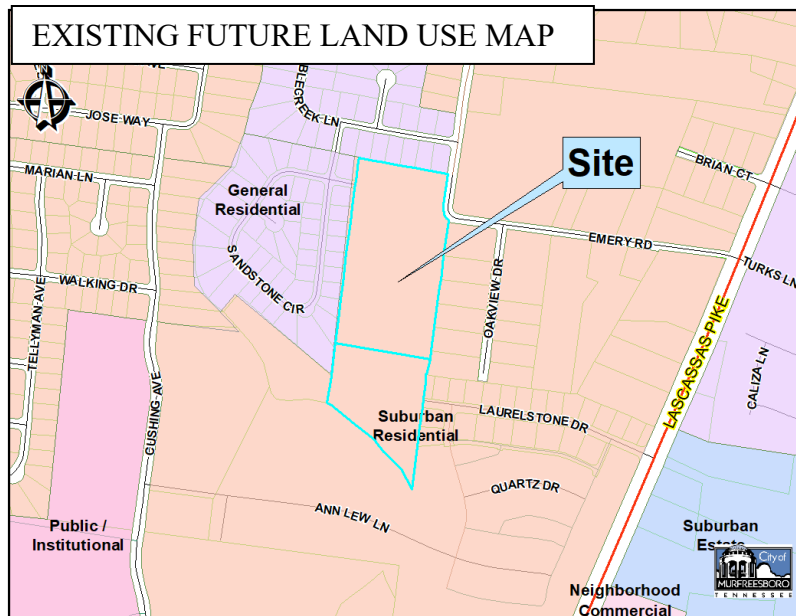 EXISTING FUTURE LAND USE MAP
JOSE WAY
BLECREEK LN
MARIAN LN
General
Residential
Site
BRIAN CT
SANDSTONE CIR
EMERY RD
TURKS LN
WALKING DR
TELLYMAN AVE
OAKVIEW DR
LASCASSAS PIKE
CALIZA LN
CUSHING AVE
Suburban
Residential
LAURELSTONE DR
QUARTZ DR
ANN LEW LN
Public /
Institutional
Suburban
Estate
City of
MURFREESBORO
TENNESSEE
Neighborhood
Commercial